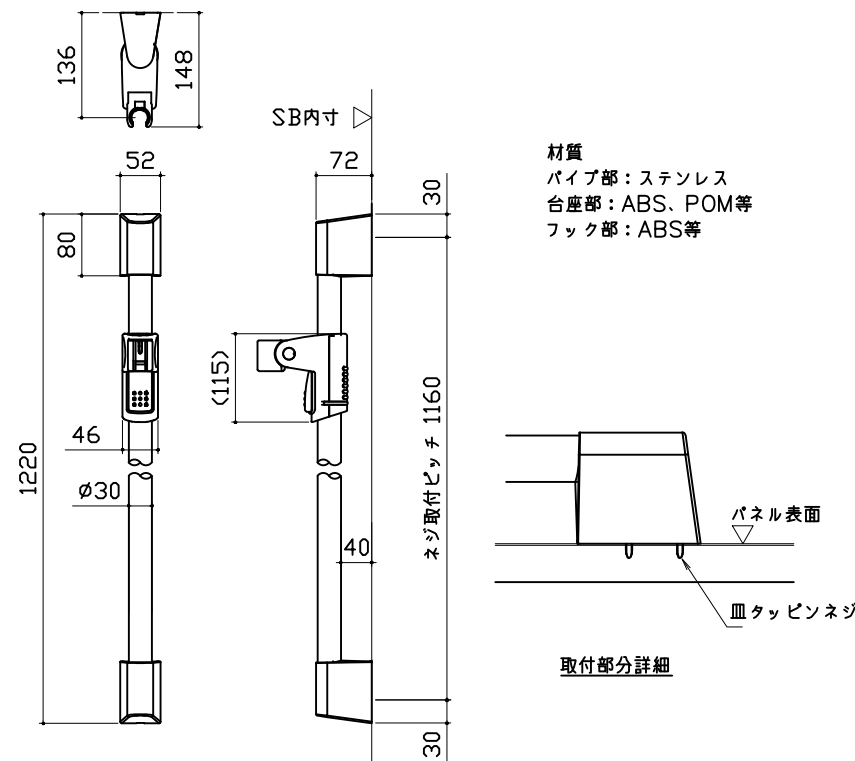 136
148
SB内寸
52
72
30
材質
パイプ部：ステンレス
台座部：ABS、POM等
フック部：ABS等
80
(115)
46
1220
φ30
ネジ取付ピッチ 1160
40
パネル表面
皿タッピンネジ
取付部分詳細
30